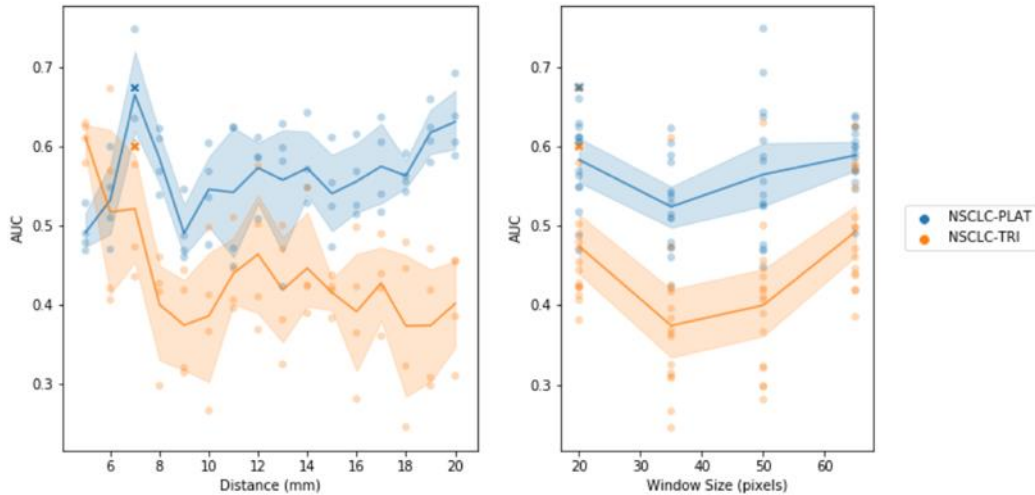 AUC
0.7
0.6
0.5
0.4
0.3
6 8 10 12 14 16 18 20
Distance (mm)
AUC
0.7
0.6
0.5
0.4
0.3
20 30 40 50 60
Window Size (pixels)
NSCLC-PLAT
NSCLC-TRI